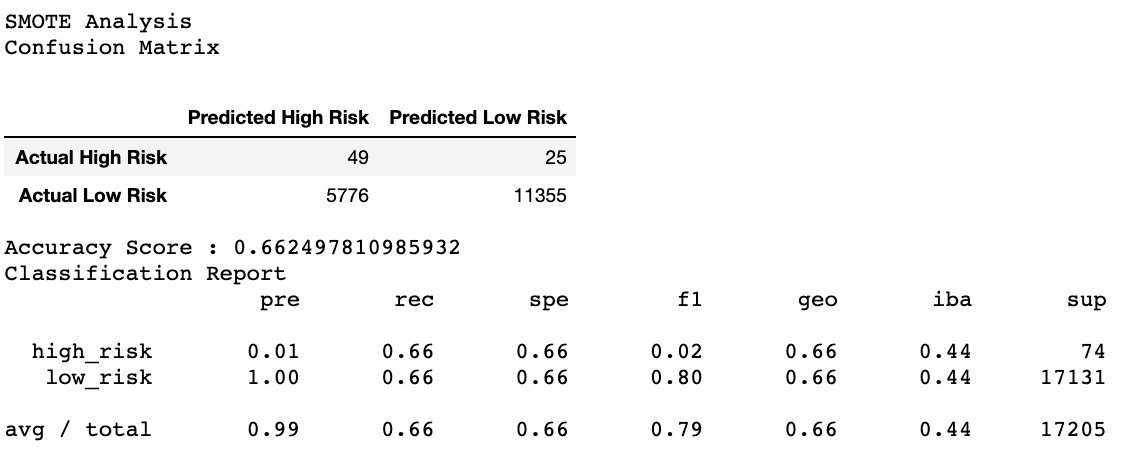 SMOTE Analysis
Confusion Matrix
Predicted High Risk Predicted Low Risk
Actual High Risk 49 25
Actual Low Risk 5776 11355
Accuracy Score : 0.662497810985932
Classification Report
pre rec spe f1 geo iba sup
high_risk 0.01 0.66 0.66 0.02 0.66 0.44 74
low_risk 1.00 0.66 0.66 0.80 0.66 0.44 17131
avg / total 0.99 0.66 0.66 0.79 0.66 0.44 17205